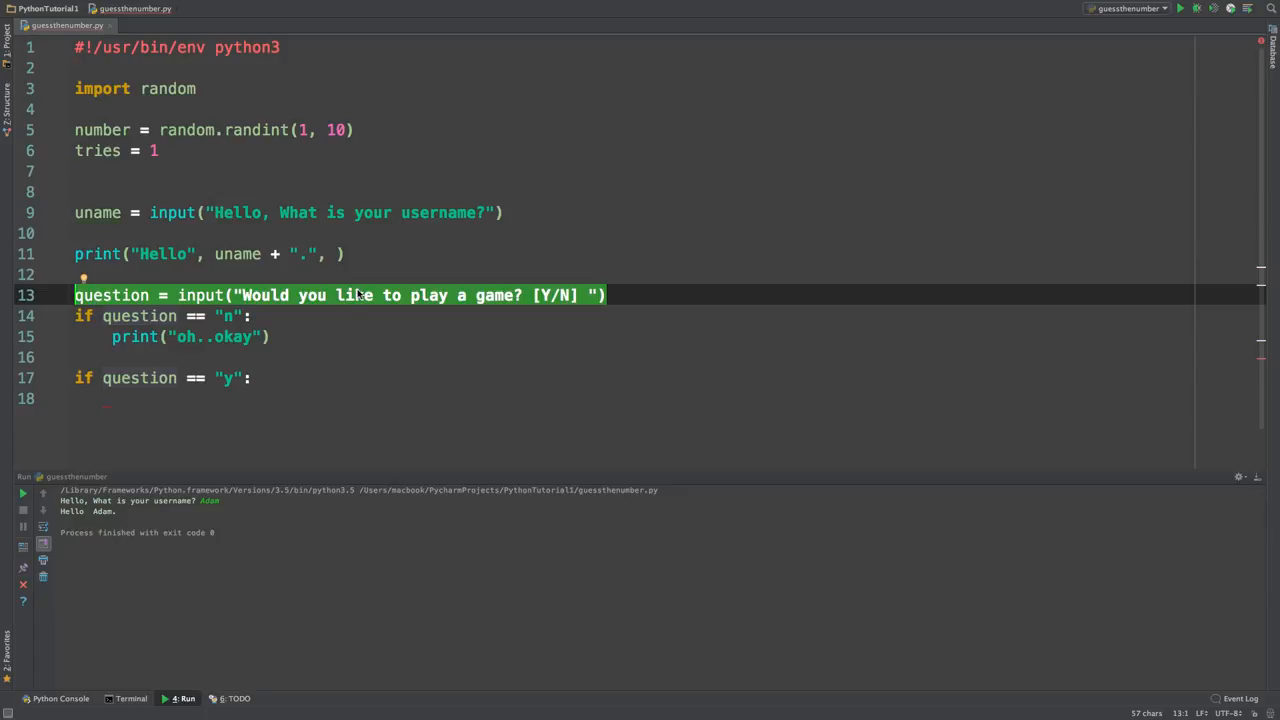 PythonTutorial1 guessthenumber.py guessthenumber
guessthenumber.py
1 #!/usr/bin/env python3
2
3 import random
4
5 number = random.randint(1, 10)
6 tries = 1
7
8
9 uname = input("Hello, What is your username?")
10
11 print("Hello", uname + ".", )
12
13 question = input("Would you like to play a game? [Y/N] ")
14 if question == "n":
15 print("oh..okay")
16
17 if question == "y":
18
1: Project
Z: Structure
2: Favorites
Database
Run guessthenumber
/Library/Frameworks/Python.framework/Versions/3.5/bin/python3.5 /Users/macbook/PycharmProjects/PythonTutorial1/guessthenumber.py
Hello, What is your username? Adam
Hello Adam.
Process finished with exit code 0
Python Console Terminal 4: Run 6: TODO Event Log
57 chars 13:1 LF÷ UTF-8÷